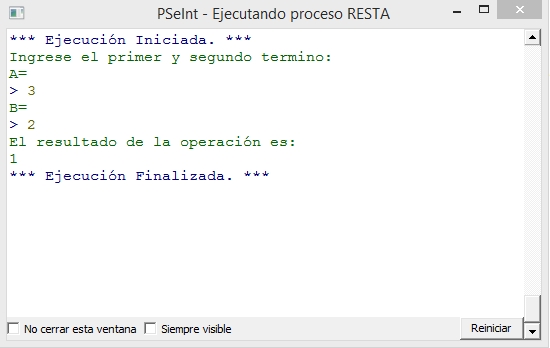 PSeInt - Ejecutando proceso RESTA
*** Ejecución Iniciada. ***
Ingrese el primer y segundo termino:
A=
> 3
B=
> 2
El resultado de la operación es:
1
*** Ejecución Finalizada. ***
No cerrar esta ventana Siempre visible Reiniciar